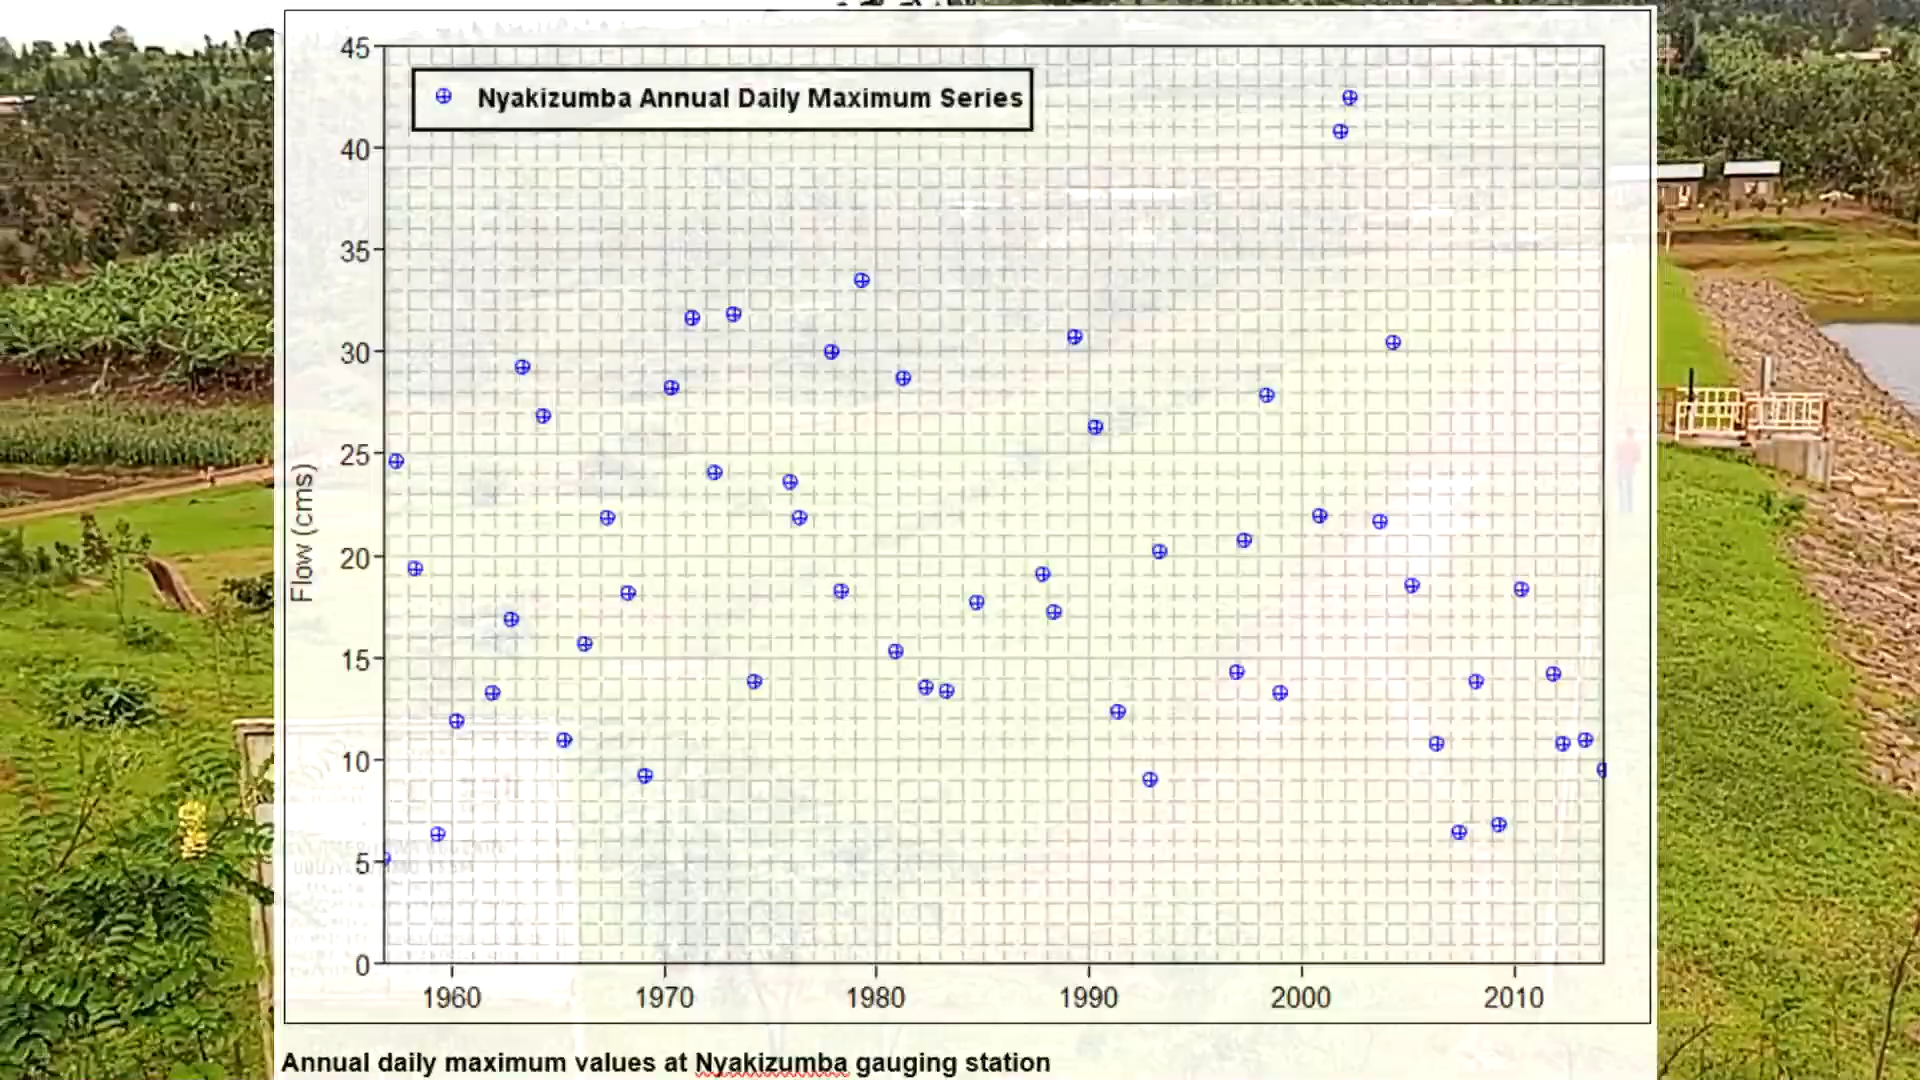 45
Nyakizumba Annual Daily Maximum Series
40
35
30
25
20
15
10
5
0
Flow (cms)
1960 1970 1980 1990 2000 2010
Annual daily maximum values at Nyakizumba gauging station